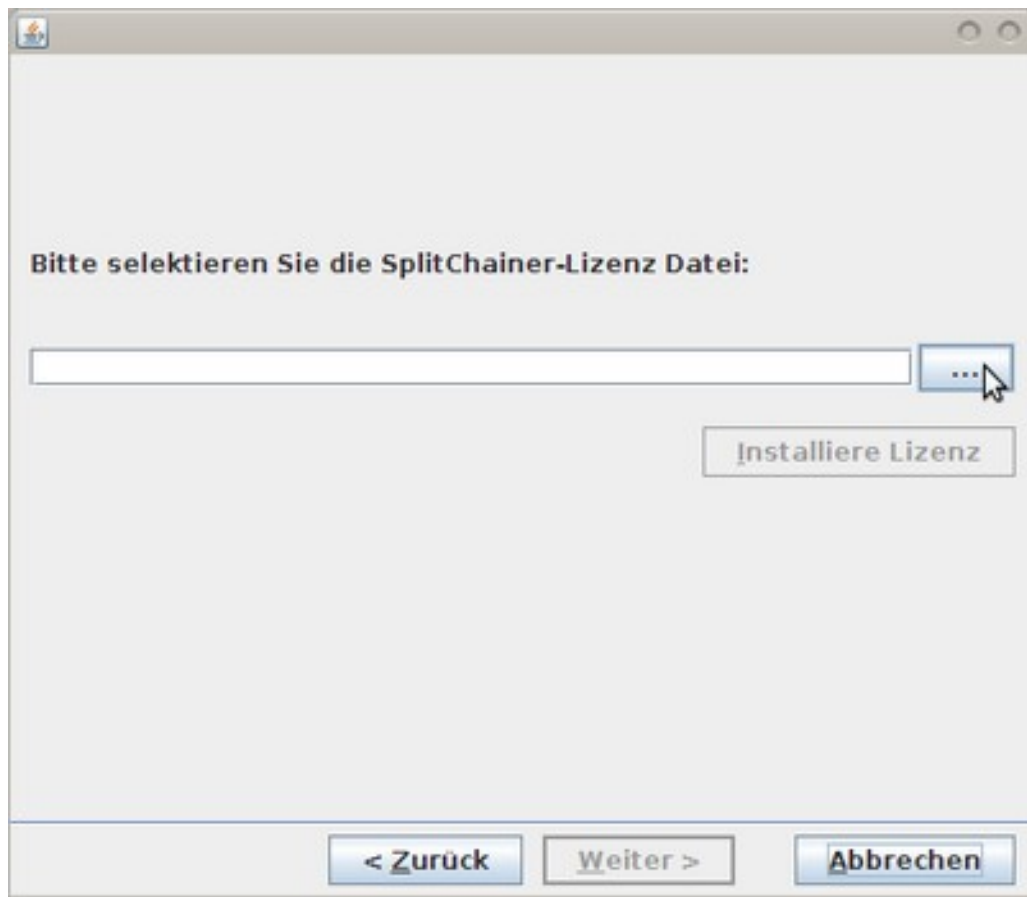 Bitte selektieren Sie die SplitChainer-Lizenz Datei:
...
Installiere Lizenz
< Zurück
Weiter >
Abbrechen